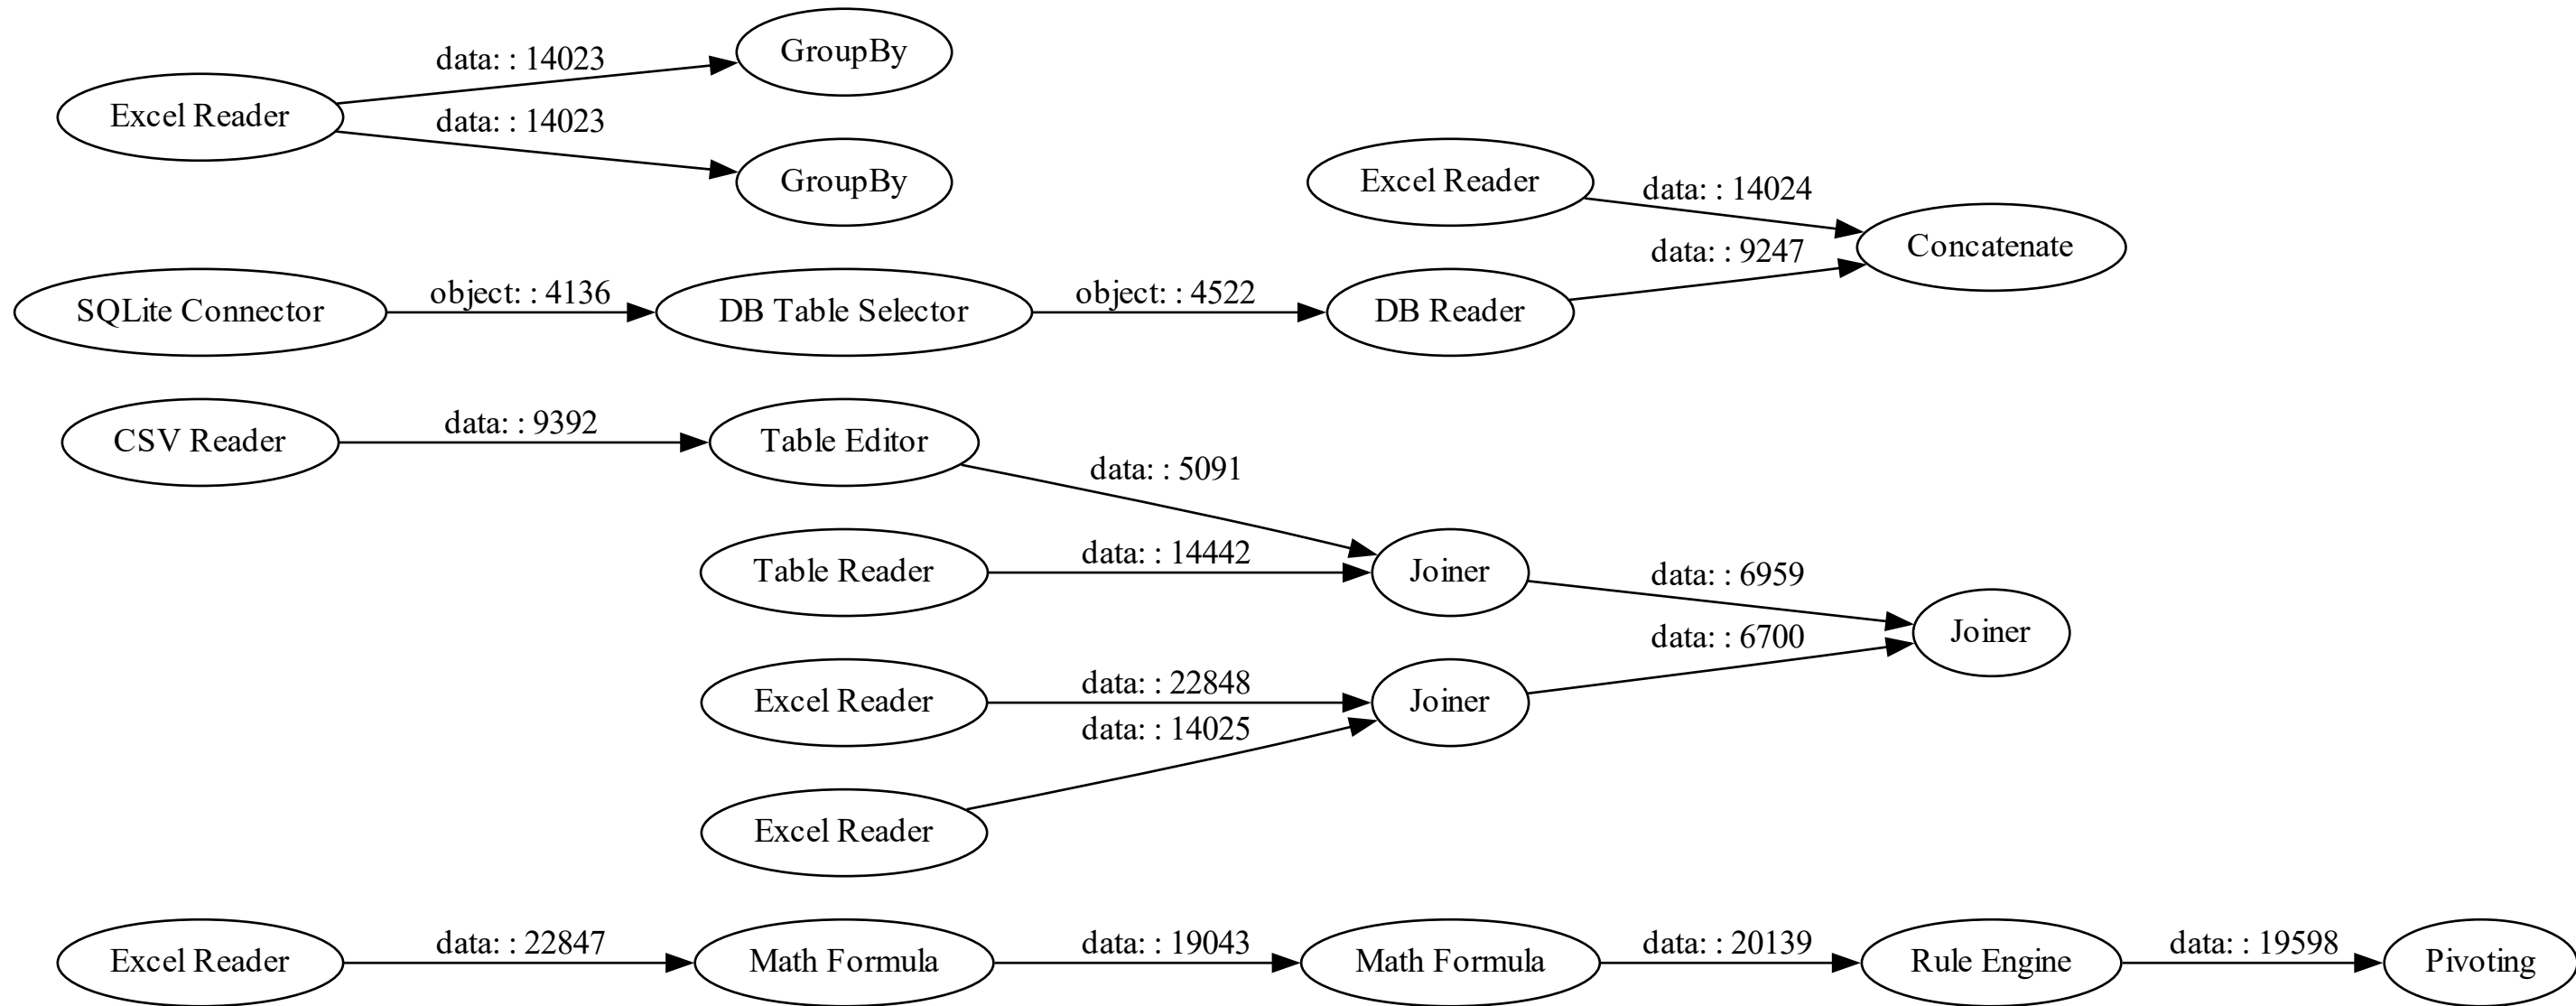 Excel Reader
data: : 14023
GroupBy
data: : 14023
GroupBy
Excel Reader
data: : 14024
Concatenate
SQLite Connector
object: : 4136
DB Table Selector
object: : 4522
DB Reader
data: : 9247
CSV Reader
data: : 9392
Table Editor
data: : 5091
Table Reader
data: : 14442
Joiner
data: : 6959
Joiner
Excel Reader
data: : 22848
Joiner
data: : 6700
Excel Reader
data: : 14025
Excel Reader
data: : 22847
Math Formula
data: : 19043
Math Formula
data: : 20139
Rule Engine
data: : 19598
Pivoting